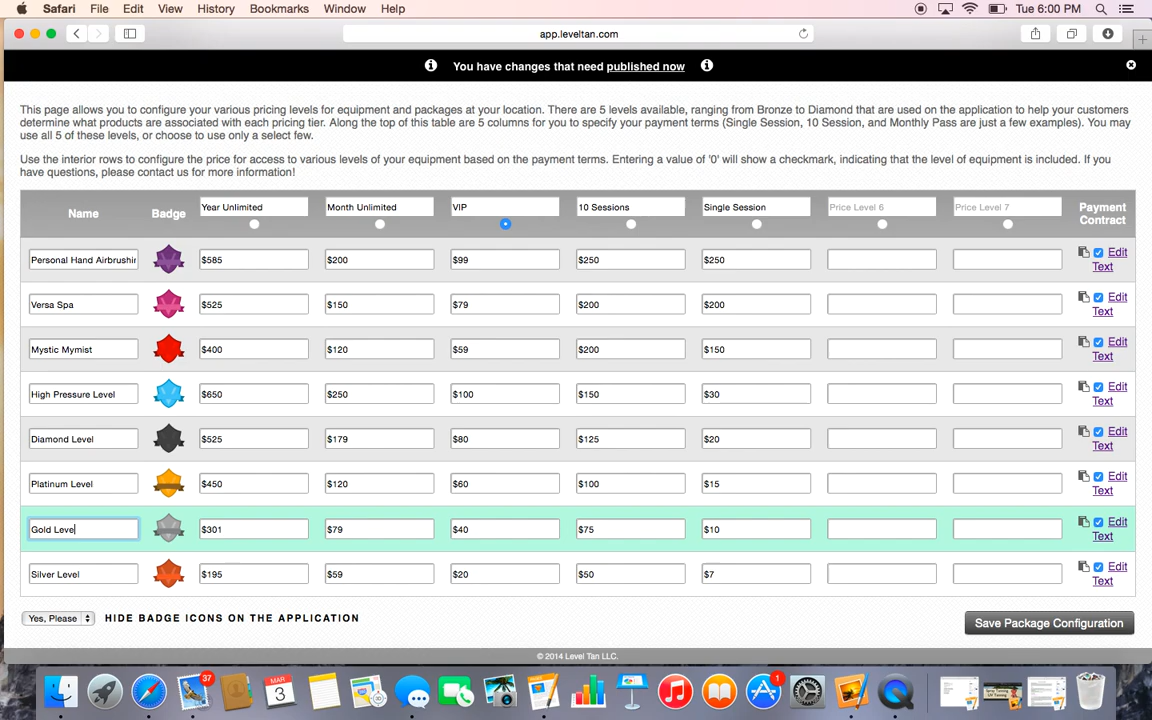 Safari File Edit View History Bookmarks Window Help Tue 6:00 PM
app.leveltan.com
You have changes that need published now
This page allows you to configure your various pricing levels for equipment and packages at your location. There are 5 levels available, ranging from Bronze to Diamond that are used on the application to help your customers
determine what products are associated with each pricing tier. Along the top of this table are 5 columns for you to specify your payment terms (Single Session, 10 Session, and Monthly Pass are just a few examples). You may
use all 5 of these levels, or choose to use only a select few.
Use the interior rows to configure the price for access to various levels of your equipment based on the payment terms. Entering a value of '0' will show a checkmark, indicating that the level of equipment is included. If you
have questions, please contact us for more information!
Name Badge Year Unlimited Month Unlimited VIP 10 Sessions Single Session Price Level 6 Price Level 7 Payment
Contract
Personal Hand Airbrushin $585 $200 $99 $250 $250 Edit
Text
Versa Spa $525 $150 $79 $200 $200 Edit
Text
Mystic Mymist $400 $120 $59 $200 $150 Edit
Text
High Pressure Level $650 $250 $100 $150 $30 Edit
Text
Diamond Level $525 $179 $80 $125 $20 Edit
Text
Platinum Level $450 $120 $60 $100 $15 Edit
Text
Gold Leve $301 $79 $40 $75 $10 Edit
Text
Silver Level $195 $59 $20 $50 $7 Edit
Text
Yes, Please HIDE BADGE ICONS ON THE APPLICATION Save Package Configuration
© 2014 Level Tan LLC.
37
MAR
3
1